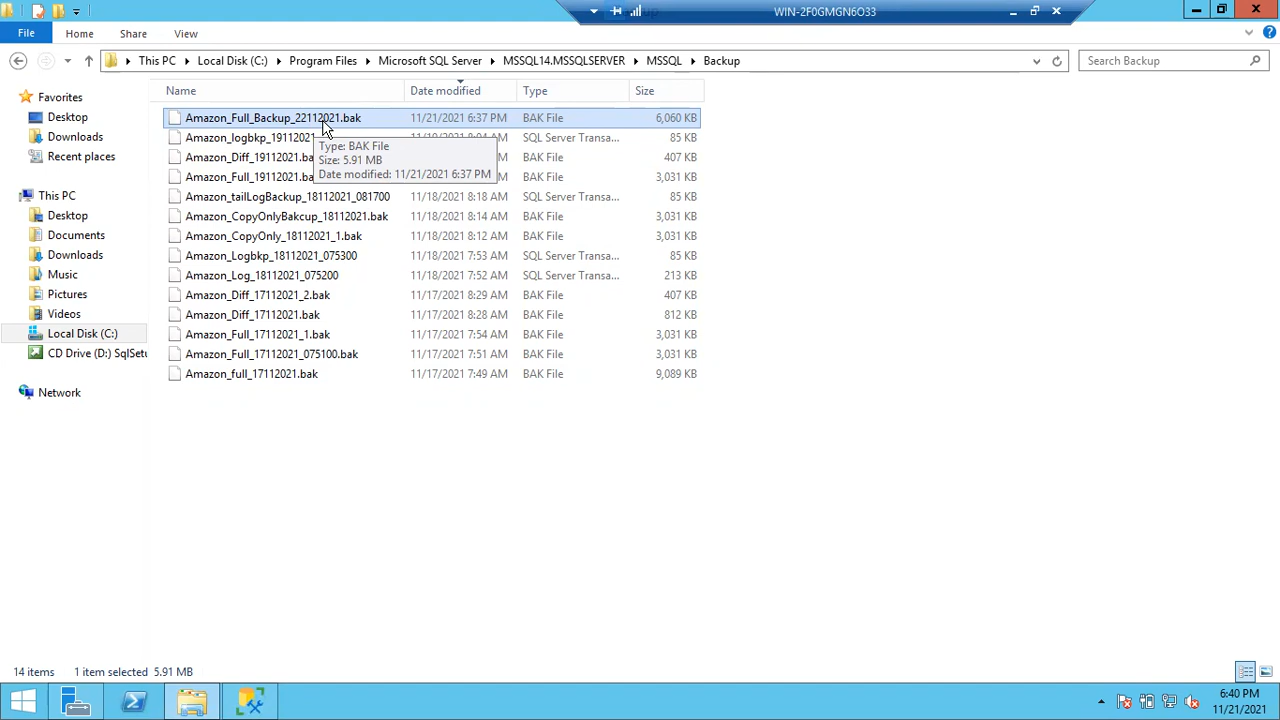 WIN-2F0GMGN6O33
File Home Share View
This PC Local Disk (C:) Program Files Microsoft SQL Server MSSQL14.MSSQLSERVER MSSQL Backup
Search Backup
Name Date modified Type Size
Favorites
Desktop
Downloads
Recent places
This PC
Desktop
Documents
Downloads
Music
Pictures
Videos
Local Disk (C:)
CD Drive (D:) SqlSetu
Network
Amazon_Full_Backup_22112021.bak 11/21/2021 6:37 PM BAK File 6,060 KB
Amazon_logbkp_19112021 SQL Server Transa... 85 KB
Amazon_Diff_19112021.ba BAK File 407 KB
Amazon_Full_19112021.ba BAK File 3,031 KB
Amazon_tailLogBackup_18112021_081700 11/18/2021 8:18 AM SQL Server Transa... 85 KB
Amazon_CopyOnlyBakcup_18112021.bak 11/18/2021 8:14 AM BAK File 3,031 KB
Amazon_CopyOnly_18112021_1.bak 11/18/2021 8:12 AM BAK File 3,031 KB
Amazon_Logbkp_18112021_075300 11/18/2021 7:53 AM SQL Server Transa... 85 KB
Amazon_Log_18112021_075200 11/18/2021 7:52 AM SQL Server Transa... 213 KB
Amazon_Diff_17112021_2.bak 11/17/2021 8:29 AM BAK File 407 KB
Amazon_Diff_17112021.bak 11/17/2021 8:28 AM BAK File 812 KB
Amazon_Full_17112021_1.bak 11/17/2021 7:54 AM BAK File 3,031 KB
Amazon_Full_17112021_075100.bak 11/17/2021 7:51 AM BAK File 3,031 KB
Amazon_full_17112021.bak 11/17/2021 7:49 AM BAK File 9,089 KB
Type: BAK File
Size: 5.91 MB
Date modified: 11/21/2021 6:37 PM
14 items 1 item selected 5.91 MB
6:40 PM
11/21/2021